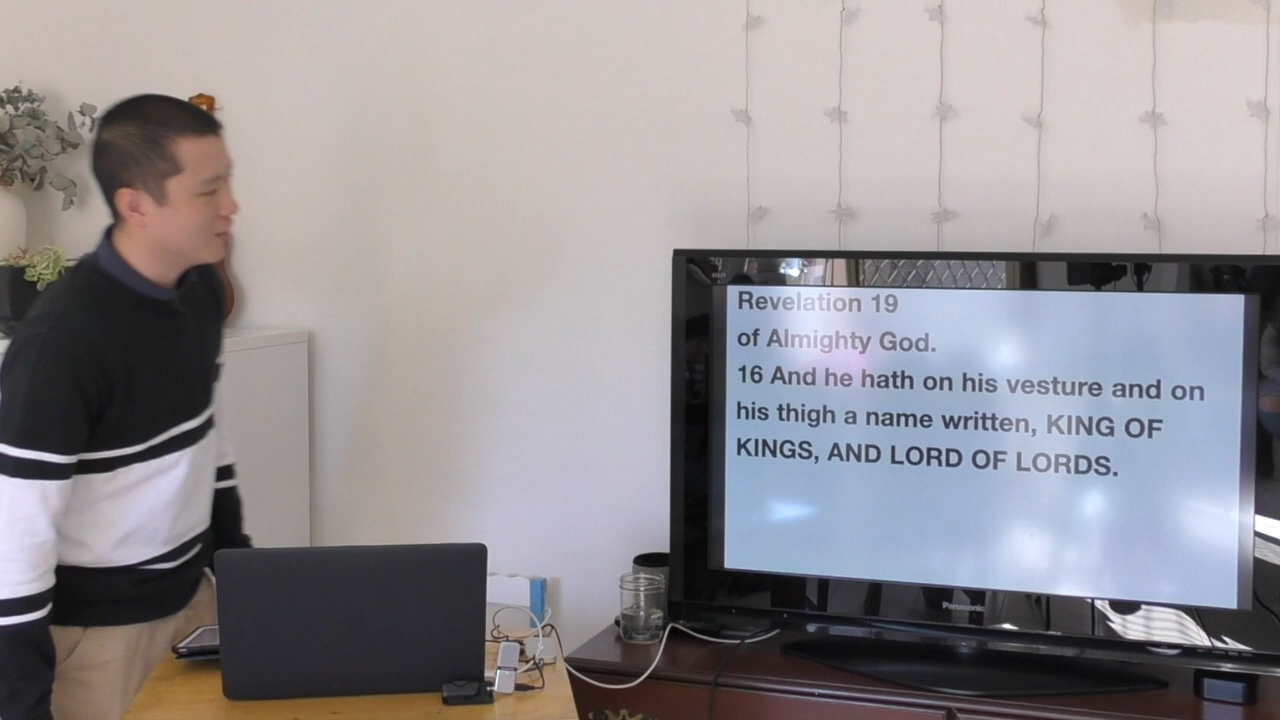 Revelation 19
of Almighty God.
16 And he hath on his vesture and on
his thigh a name written, KING OF
KINGS, AND LORD OF LORDS.
Panasonic